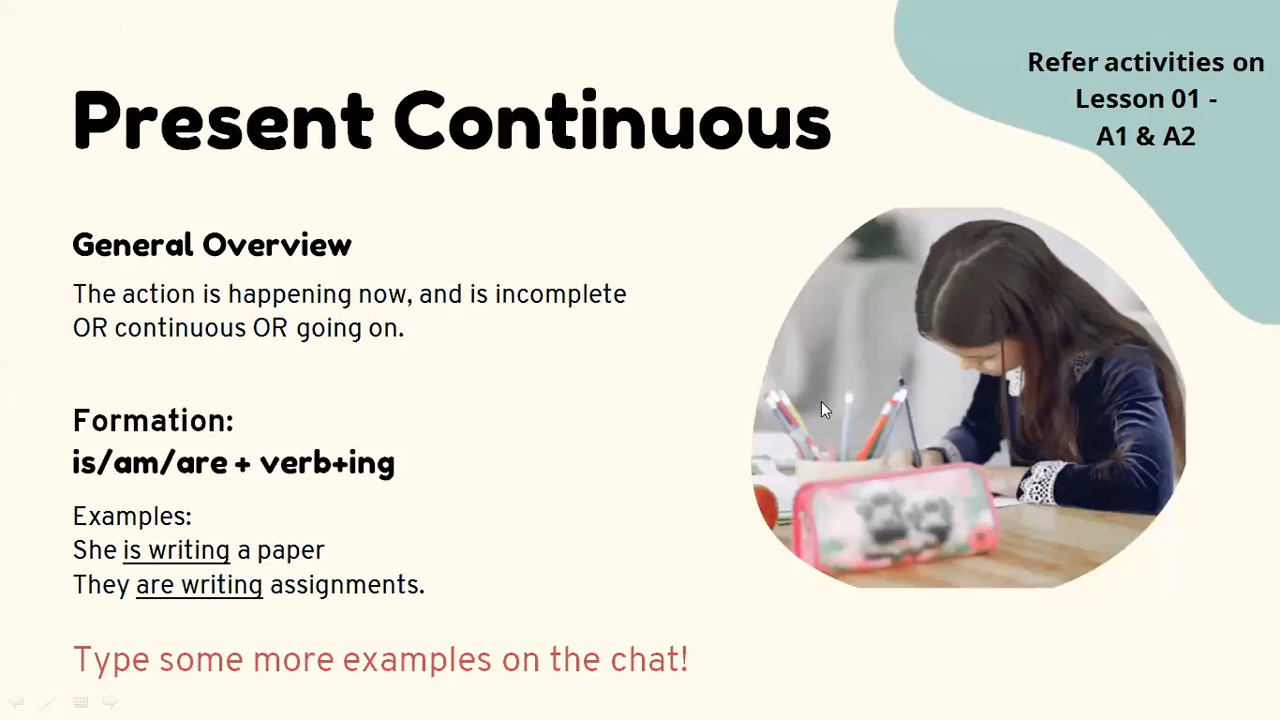 Refer activities on
Lesson 01 -
A1 & A2
Present Continuous
General Overview
The action is happening now, and is incomplete
OR continuous OR going on.
Formation:
is/am/are + verb+ing
Examples:
She is writing a paper
They are writing assignments.
Type some more examples on the chat!